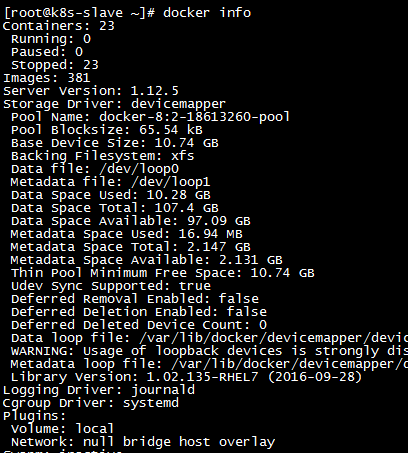 [root@k8s-slave ~]# docker info
Containers: 23
Running: 0
Paused: 0
Stopped: 23
Images: 381
Server Version: 1.12.5
Storage Driver: devicemapper
Pool Name: docker-8:2-18613260-pool
Pool Blocksize: 65.54 kB
Base Device Size: 10.74 GB
Backing Filesystem: xfs
Data file: /dev/loop0
Metadata file: /dev/loop1
Data Space Used: 10.28 GB
Data Space Total: 107.4 GB
Data Space Available: 97.09 GB
Metadata Space Used: 16.94 MB
Metadata Space Total: 2.147 GB
Metadata Space Available: 2.131 GB
Thin Pool Minimum Free Space: 10.74 GB
Udev Sync Supported: true
Deferred Removal Enabled: false
Deferred Deletion Enabled: false
Deferred Deleted Device Count: 0
Data loop file: /var/lib/docker/devicemapper/devic
WARNING: Usage of loopback devices is strongly dis
Metadata loop file: /var/lib/docker/devicemapper/d
Library Version: 1.02.135-RHEL7 (2016-09-28)
Logging Driver: journald
Cgroup Driver: systemd
Plugins:
Volume: local
Network: null bridge host overlay